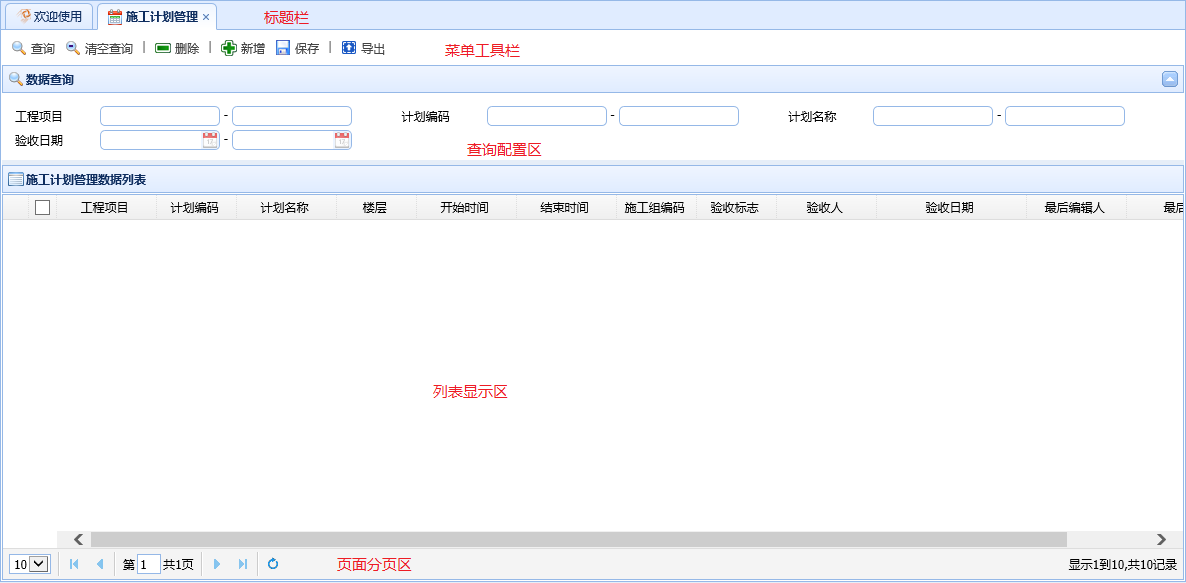 欢迎使用 施工计划管理 × 标题栏
查询 清空查询 | 删除 | 新增 保存 | 导出 菜单工具栏
数据查询
工程项目 - 计划编码 - 计划名称 -
验收日期 -
查询配置区
施工计划管理数据列表
工程项目 计划编码 计划名称 楼层 开始时间 结束时间 施工组编码 验收标志 验收人 验收日期 最后编辑人 最后
列表显示区
10 第 1 共1页 页面分页区 显示1到10,共10记录